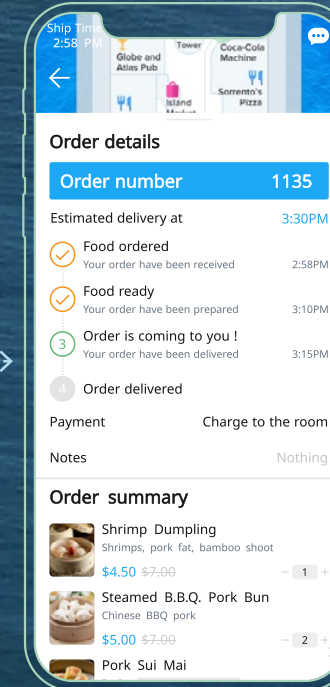 Ship Time
2:58 PM
Tower
Globe and
Atlas Pub
Coca-Cola
Machine
Island
Market
Sorrento's
Pizza
Order details
Order number 1135
Estimated delivery at 3:30PM
Food ordered
Your order have been received 2:58PM
Food ready
Your order have been prepared 3:10PM
3 Order is coming to you !
Your order have been delivered 3:15PM
4 Order delivered
Payment Charge to the room
Notes Nothing
Order summary
Shrimp Dumpling
Shrimps, pork fat, bamboo shoot
$4.50 $7.00 − 1 +
Steamed B.B.Q. Pork Bun
Chinese BBQ pork
$5.00 $7.00 − 2 +
Pork Sui Mai